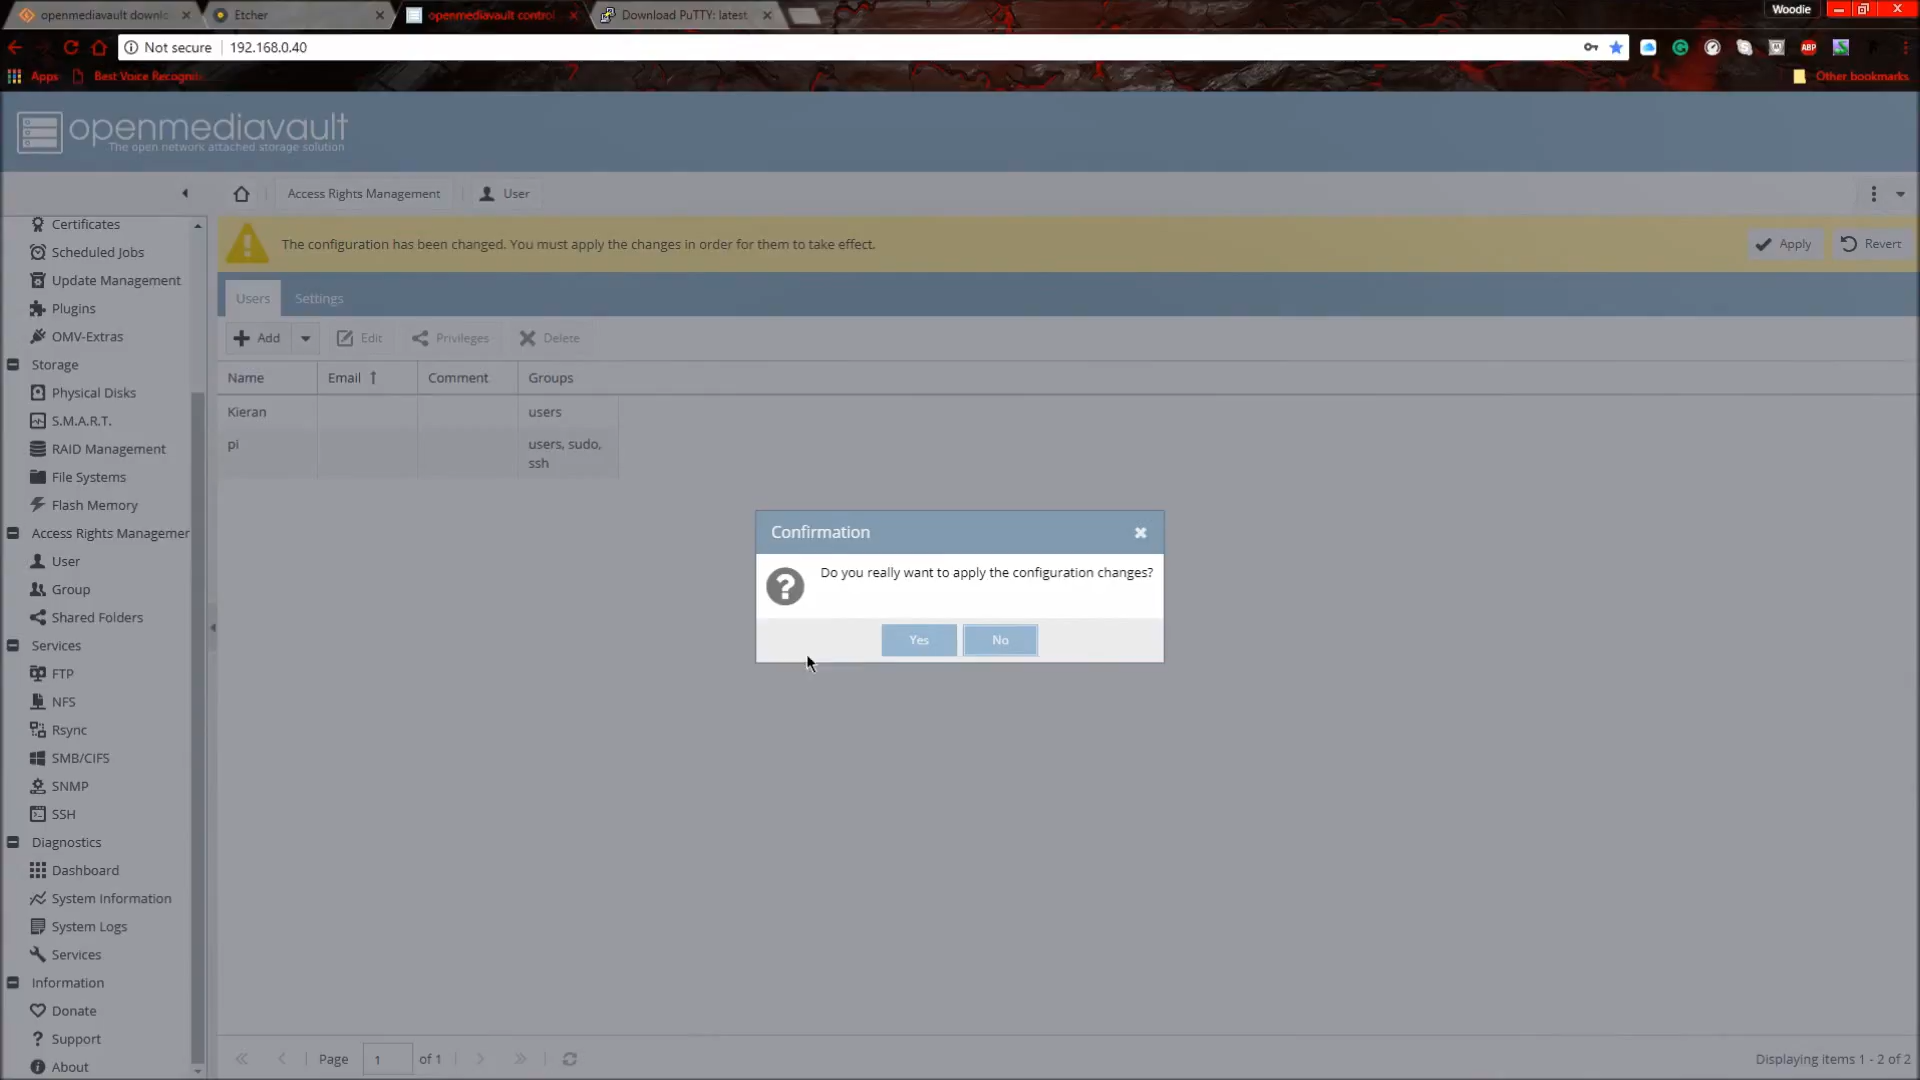 openmediavault downlo
Etcher
openmediavault control
Download PuTTY: latest
Woodie
Not secure
192.168.0.40
ABP
Apps
Best Voice Recogni
Other bookmarks
openmediavault
The open network attached storage solution
Access Rights Management
User
Certificates
Scheduled Jobs
Update Management
Plugins
OMV-Extras
Storage
Physical Disks
S.M.A.R.T.
RAID Management
File Systems
Flash Memory
Access Rights Managemen
User
Group
Shared Folders
Services
FTP
NFS
Rsync
SMB/CIFS
SNMP
SSH
Diagnostics
Dashboard
System Information
System Logs
Services
Information
Donate
Support
About
The configuration has been changed. You must apply the changes in order for them to take effect.
Apply
Revert
Users
Settings
Add
Edit
Privileges
Delete
Name
Email
Comment
Groups
Kieran
users
pi
users, sudo,
ssh
Confirmation
Do you really want to apply the configuration changes?
Yes
No
Page
1
of 1
Displaying items 1 - 2 of 2